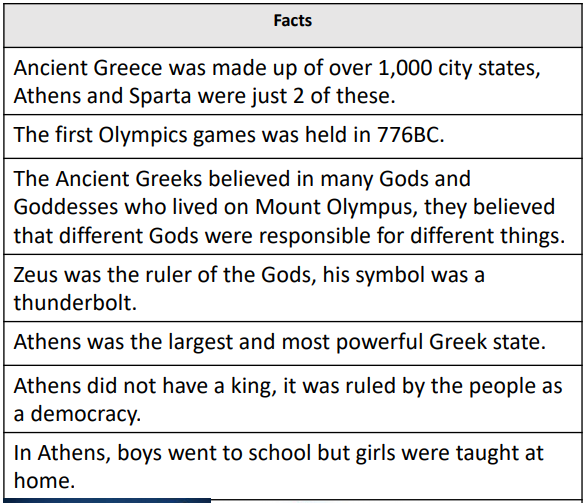 Facts
Ancient Greece was made up of over 1,000 city states,
Athens and Sparta were just 2 of these.
The first Olympics games was held in 776BC.
The Ancient Greeks believed in many Gods and
Goddesses who lived on Mount Olympus, they believed
that different Gods were responsible for different things.
Zeus was the ruler of the Gods, his symbol was a
thunderbolt.
Athens was the largest and most powerful Greek state.
Athens did not have a king, it was ruled by the people as
a democracy.
In Athens, boys went to school but girls were taught at
home.